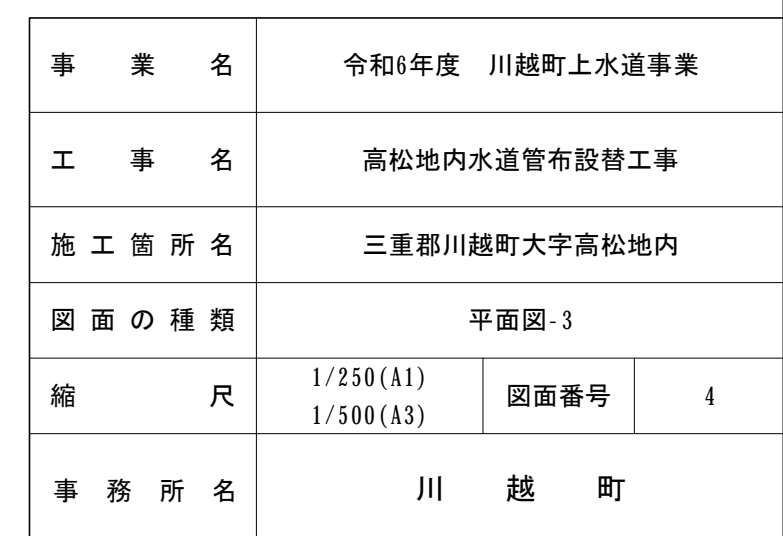 事業名 令和6年度 川越町上水道事業
工事名 高松地内水道管布設替工事
施工箇所名 三重郡川越町大字高松地内
図面の種類 平面図-3
縮尺 1/250(A1) 図面番号 4
1/500(A3)
事務所名 川越町